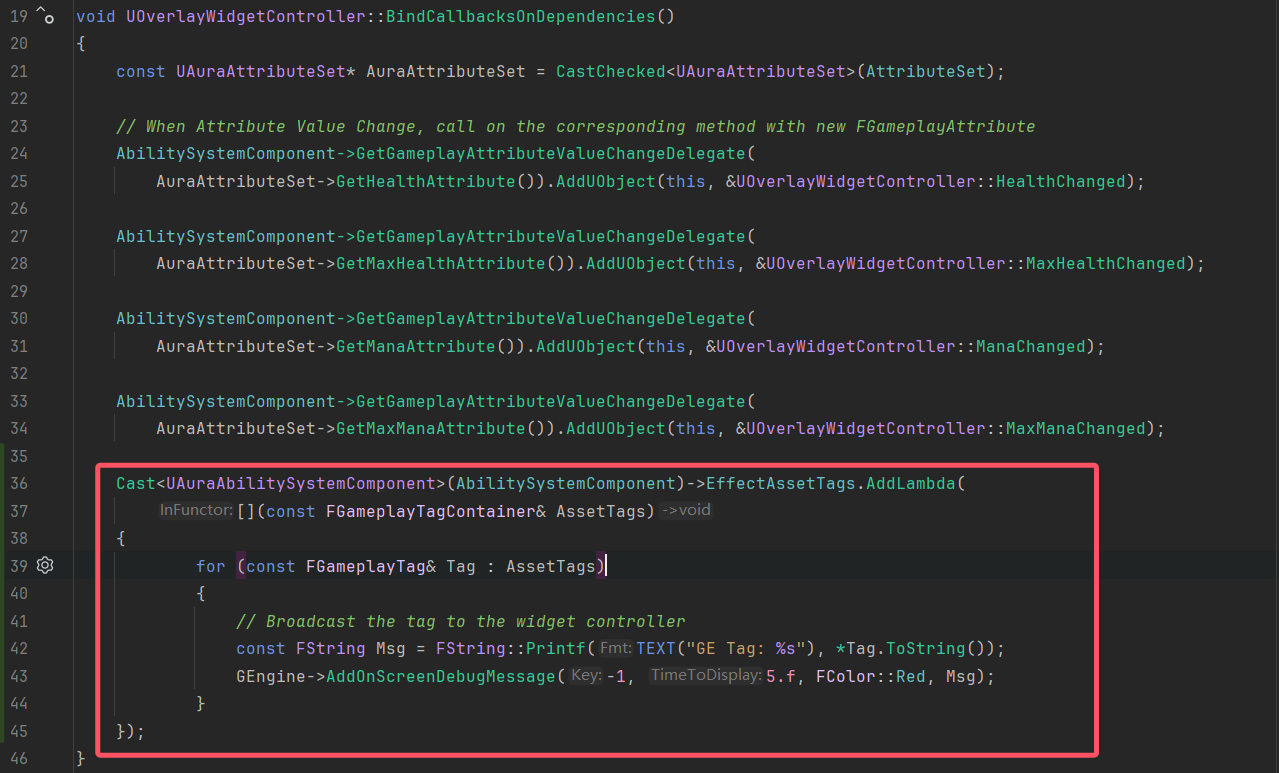 19 void UOverlayWidgetController::BindCallbacksOnDependencies()
20 {
21     const UAuraAttributeSet* AuraAttributeSet = CastChecked<UAuraAttributeSet>(AttributeSet);
22
23     // When Attribute Value Change, call on the corresponding method with new FGameplayAttribute
24     AbilitySystemComponent->GetGameplayAttributeValueChangeDelegate(
25         AuraAttributeSet->GetHealthAttribute()).AddUObject(this, &UOverlayWidgetController::HealthChanged);
26
27     AbilitySystemComponent->GetGameplayAttributeValueChangeDelegate(
28         AuraAttributeSet->GetMaxHealthAttribute()).AddUObject(this, &UOverlayWidgetController::MaxHealthChanged);
29
30     AbilitySystemComponent->GetGameplayAttributeValueChangeDelegate(
31         AuraAttributeSet->GetManaAttribute()).AddUObject(this, &UOverlayWidgetController::ManaChanged);
32
33     AbilitySystemComponent->GetGameplayAttributeValueChangeDelegate(
34         AuraAttributeSet->GetMaxManaAttribute()).AddUObject(this, &UOverlayWidgetController::MaxManaChanged);
35
36     Cast<UAuraAbilitySystemComponent>(AbilitySystemComponent)->EffectAssetTags.AddLambda(
37         InFunctor: [](const FGameplayTagContainer& AssetTags) ->void
38     {
39             for (const FGameplayTag& Tag : AssetTags)
40             {
41                 // Broadcast the tag to the widget controller
42                 const FString Msg = FString::Printf( Fmt: TEXT("GE Tag: %s"), *Tag.ToString());
43                 GEngine->AddOnScreenDebugMessage( Key: -1, TimeToDisplay: 5.f, FColor::Red, Msg);
44             }
45     });
46 }